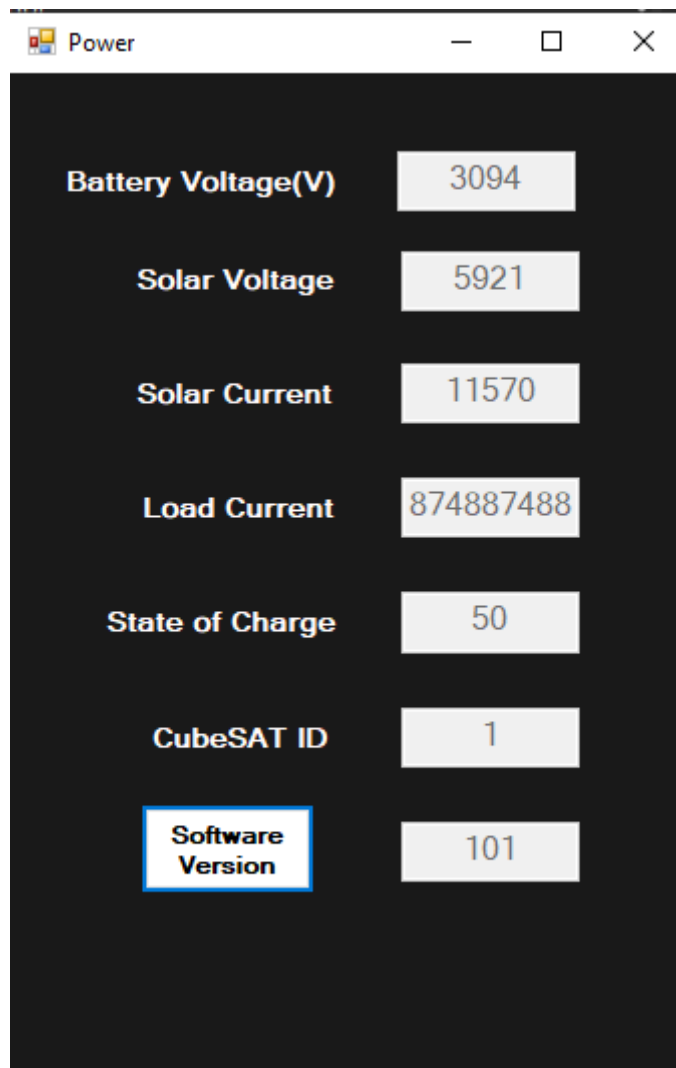 Power
Battery Voltage(V) 3094
Solar Voltage 5921
Solar Current 11570
Load Current 874887488
State of Charge 50
CubeSAT ID 1
Software
Version 101